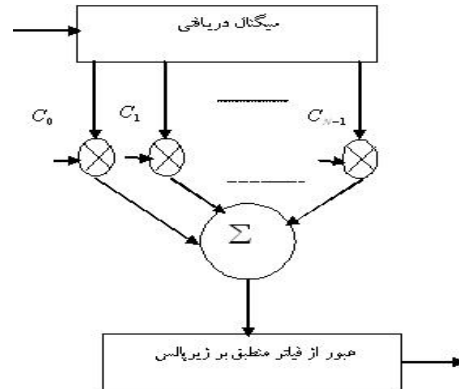 سیگنال دریافتی
C₀ C₁ Cₙ₋₁
Σ
عبور از فیلتر منطبق بر زیرپالس